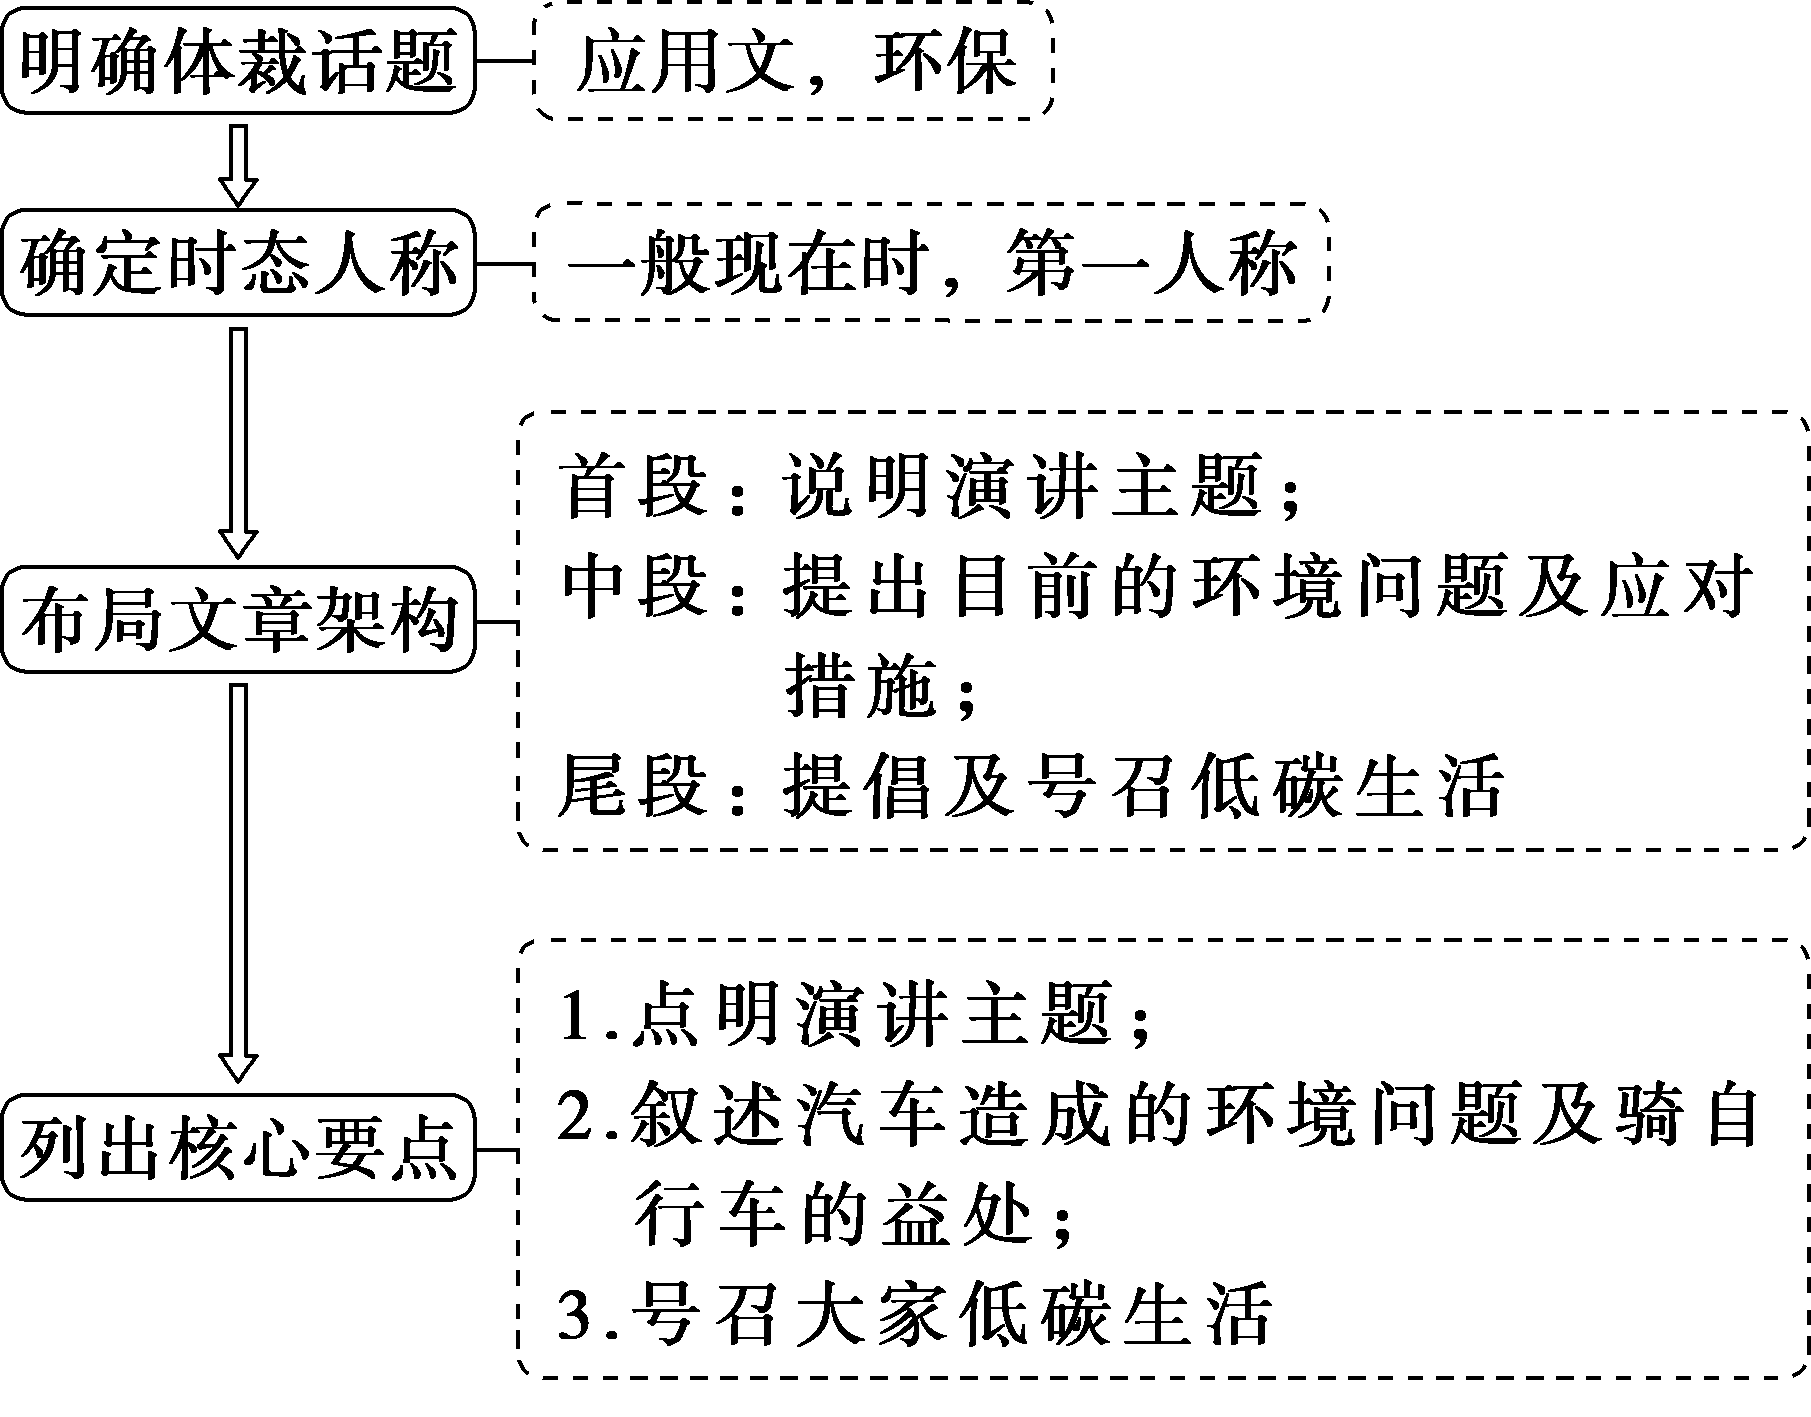 明确体裁话题
应用文，环保
确定时态人称
一般现在时，第一人称
布局文章架构
首段：说明演讲主题；
中段：提出目前的环境问题及应对
措施；
尾段：提倡及号召低碳生活
列出核心要点
1.点明演讲主题；
2.叙述汽车造成的环境问题及骑自
行车的益处；
3.号召大家低碳生活